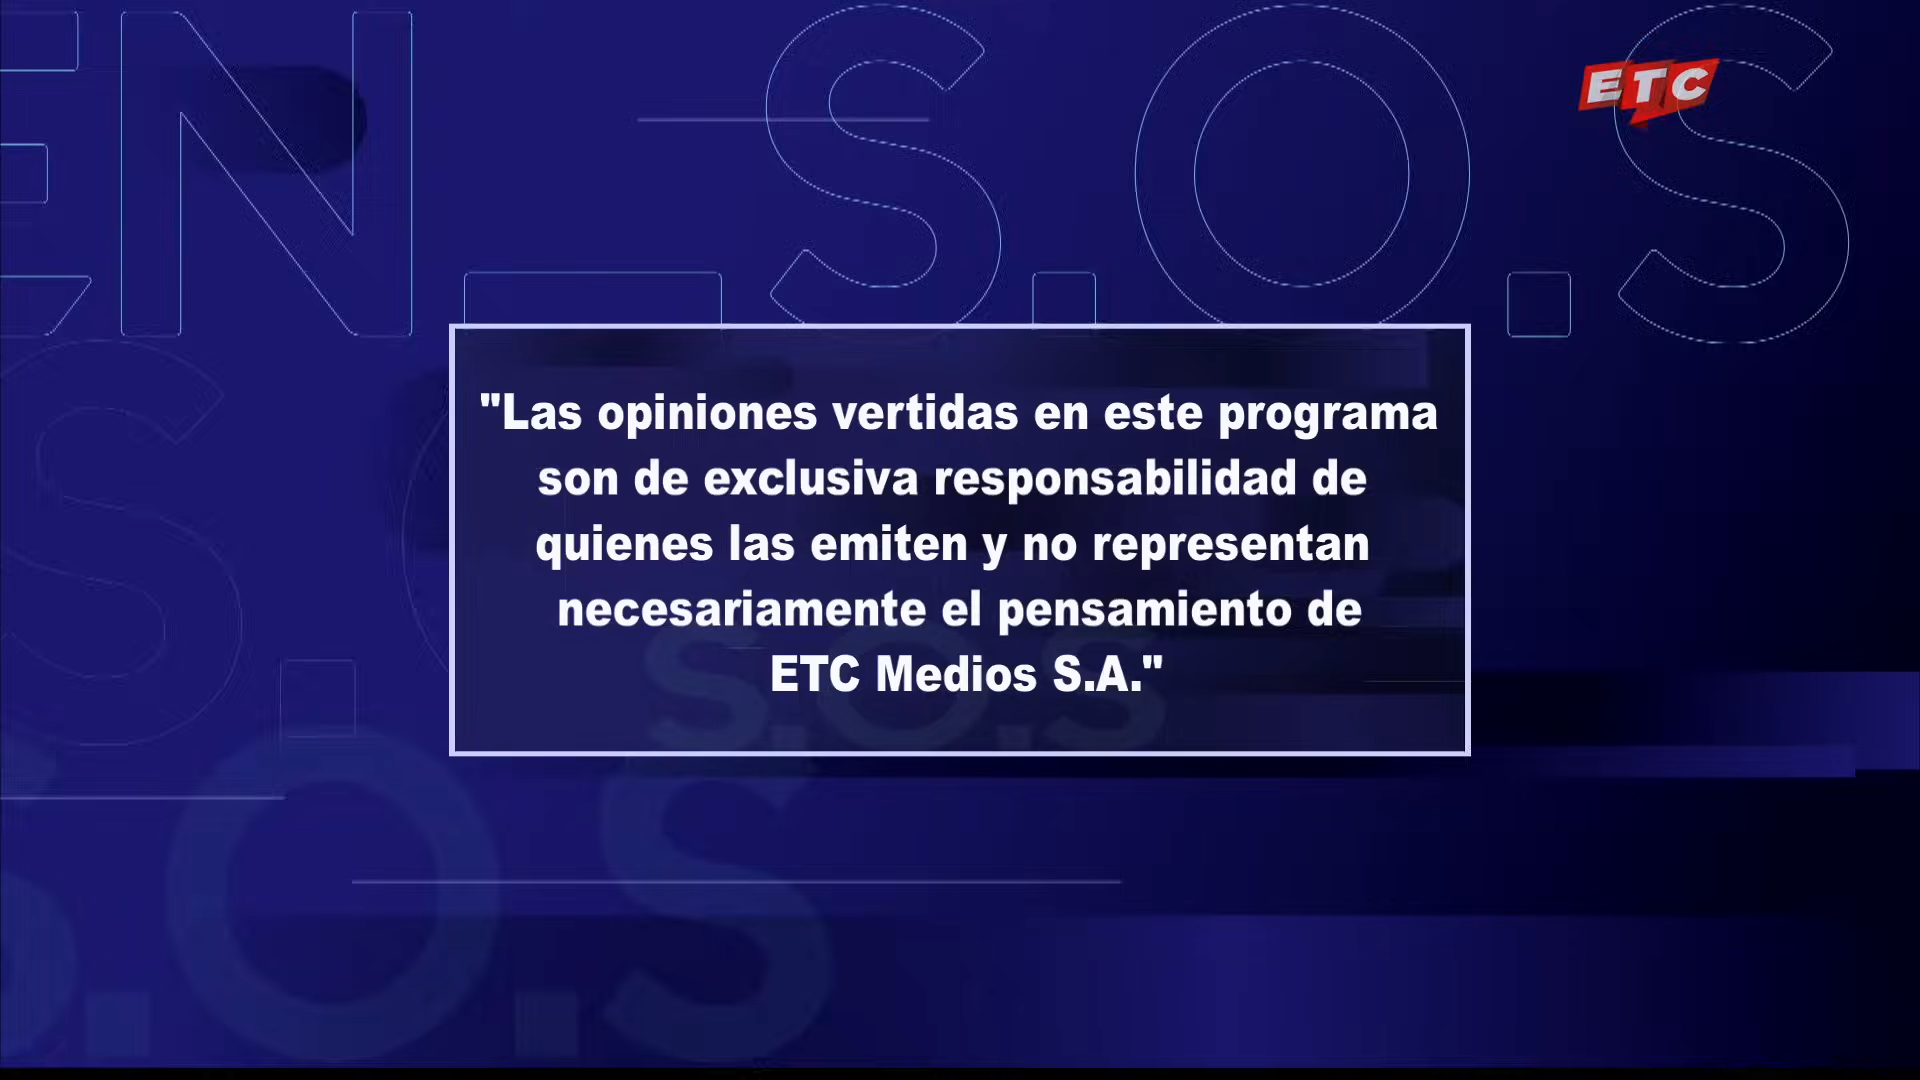 EN_S.O.S
ETC
"Las opiniones vertidas en este programa
son de exclusiva responsabilidad de
quienes las emiten y no representan
necesariamente el pensamiento de
ETC Medios S.A."
S.O.S
S.O.S